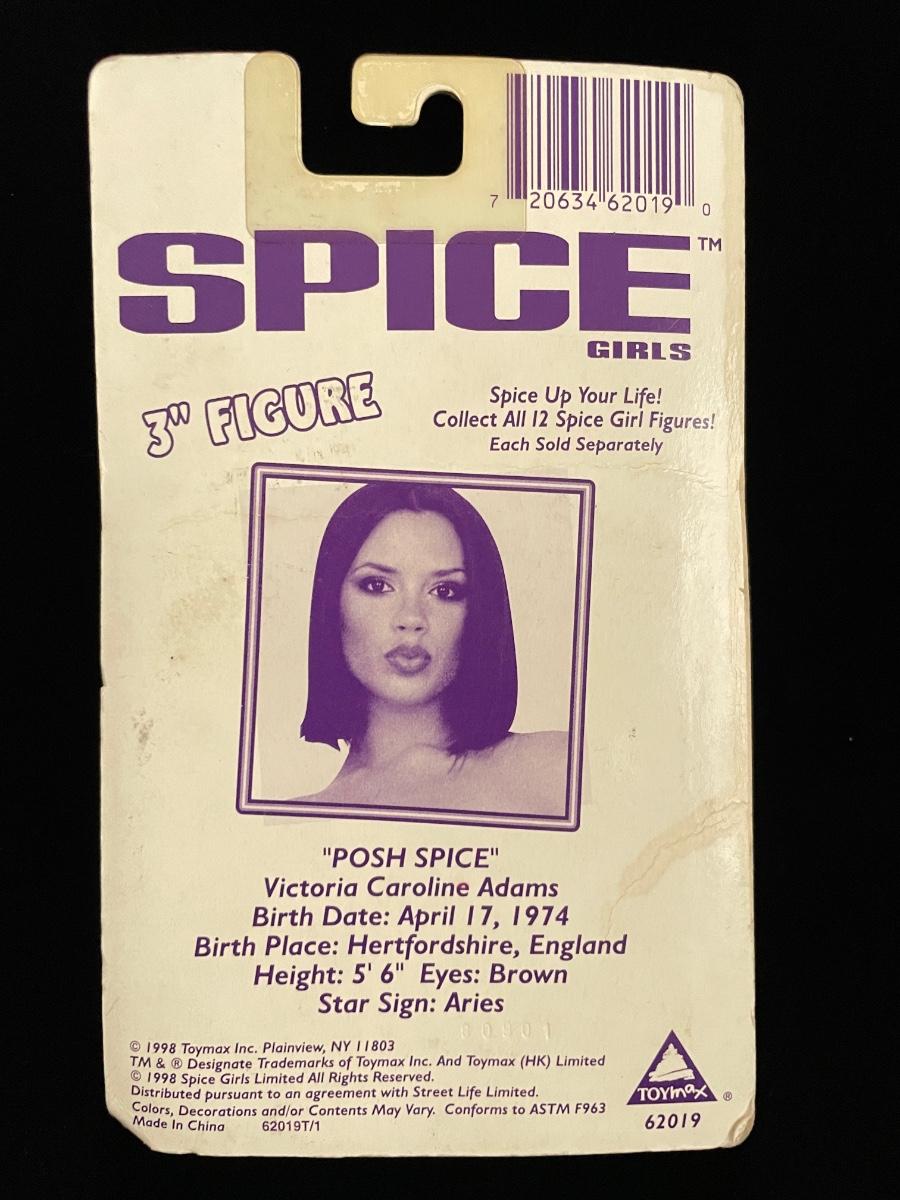 7 20634 62019 0
SPICE™
GIRLS
3" FIGURE
Spice Up Your Life!
Collect All 12 Spice Girl Figures!
Each Sold Separately
"POSH SPICE"
Victoria Caroline Adams
Birth Date: April 17, 1974
Birth Place: Hertfordshire, England
Height: 5' 6" Eyes: Brown
Star Sign: Aries
80901
© 1998 Toymax Inc. Plainview, NY 11803
TM & ® Designate Trademarks of Toymax Inc. And Toymax (HK) Limited
© 1998 Spice Girls Limited All Rights Reserved.
Distributed pursuant to an agreement with Street Life Limited.
Colors, Decorations and/or Contents May Vary. Conforms to ASTM F963
Made In China 62019T/1
TOYmax ®
62019